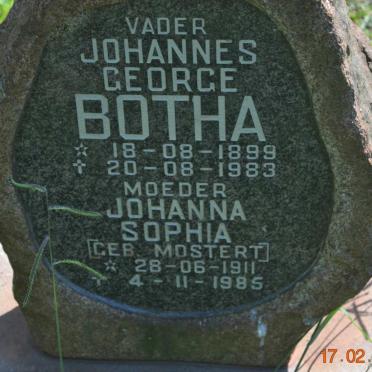 VADER
JOHANNES
GEORGE
BOTHA
☆ 18-08-1899
✝ 20-08-1983
MOEDER
JOHANNA
SOPHIA
[GEB. MOSTERT]
☆ 28-06-1911
✝ 4-11-1985
17.02.